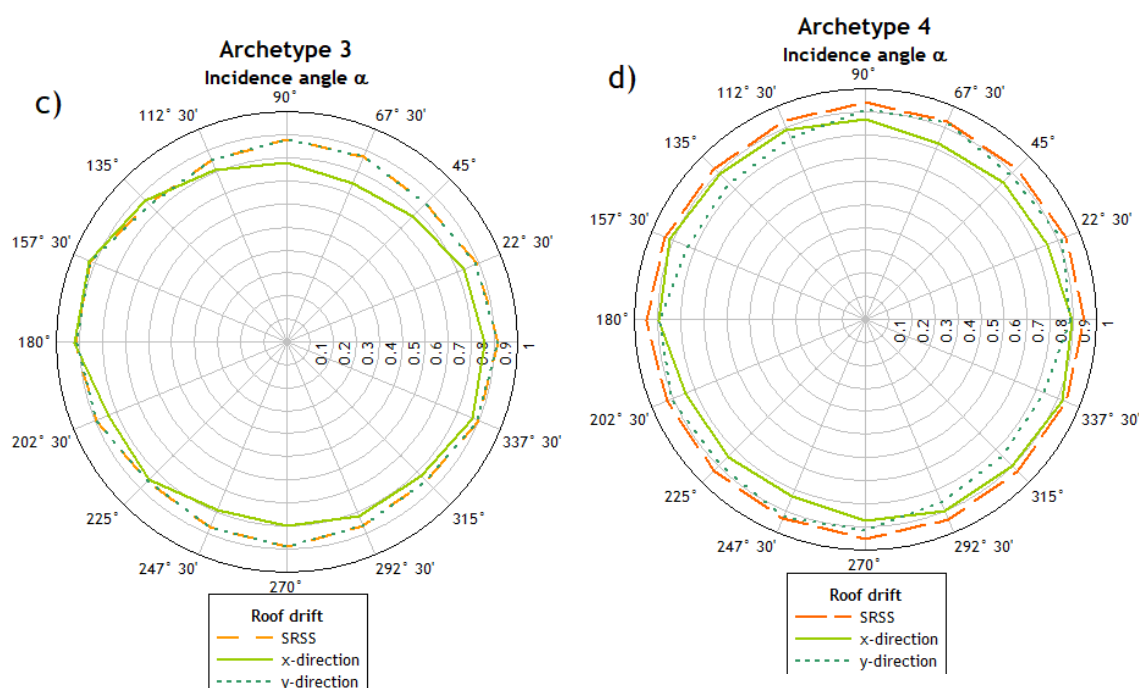 c)
Archetype 3
Incidence angle α
90°
112° 30'
67° 30'
135°
45°
157° 30'
22° 30'
180°
0.1 0.2 0.3 0.4 0.5 0.6 0.7 0.8 0.9 1
202° 30'
337° 30'
225°
315°
247° 30'
292° 30'
270°
Roof drift
SRSS
x-direction
y-direction
d)
Archetype 4
Incidence angle α
90°
112° 30'
67° 30'
135°
45°
157° 30'
22° 30'
180°
0.1 0.2 0.3 0.4 0.5 0.6 0.7 0.8 0.9 1
202° 30'
337° 30'
225°
315°
247° 30'
292° 30'
270°
Roof drift
SRSS
x-direction
y-direction